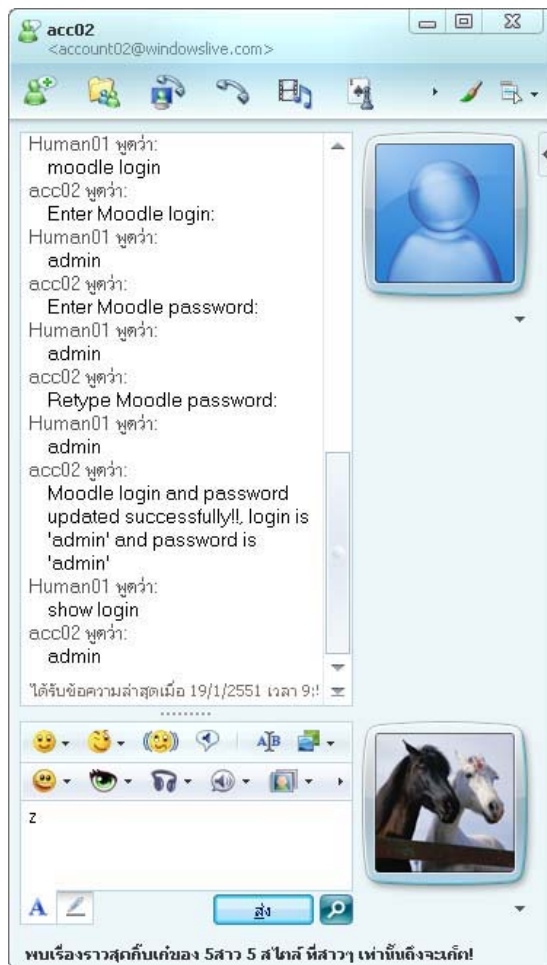 acc02
<account02@windowslive.com>
Human01 พูดว่า:
moodle login
acc02 พูดว่า:
Enter Moodle login:
Human01 พูดว่า:
admin
acc02 พูดว่า:
Enter Moodle password:
Human01 พูดว่า:
admin
acc02 พูดว่า:
Retype Moodle password:
Human01 พูดว่า:
admin
acc02 พูดว่า:
Moodle login and password
updated successfully!!, login is
'admin' and password is
'admin'
Human01 พูดว่า:
show login
acc02 พูดว่า:
admin
ได้รับข้อความล่าสุดเมื่อ 19/1/2551 เวลา 9:
z
A
ส่ง
พบเรื่องราวสุดกิ๊บเก๋ของ 5สาว 5 สไตล์ ที่สาวๆ เท่านั้นถึงจะเก็ต!